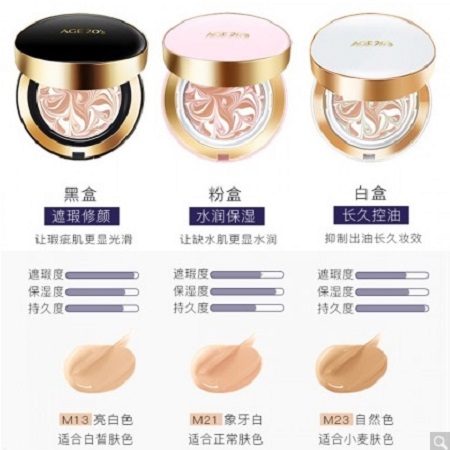 AGE 20's AGE 20's AGE 20's
黑盒 粉盒 白盒
遮瑕修颜 水润保湿 长久控油
让瑕疵肌更显光滑 让缺水肌更显水润 抑制出油长久妆效
遮瑕度 遮瑕度 遮瑕度
保湿度 保湿度 保湿度
持久度 持久度 持久度
M13 亮白色 M21 象牙白 M23 自然色
适合白皙肤色 适合正常肤色 适合小麦肤色